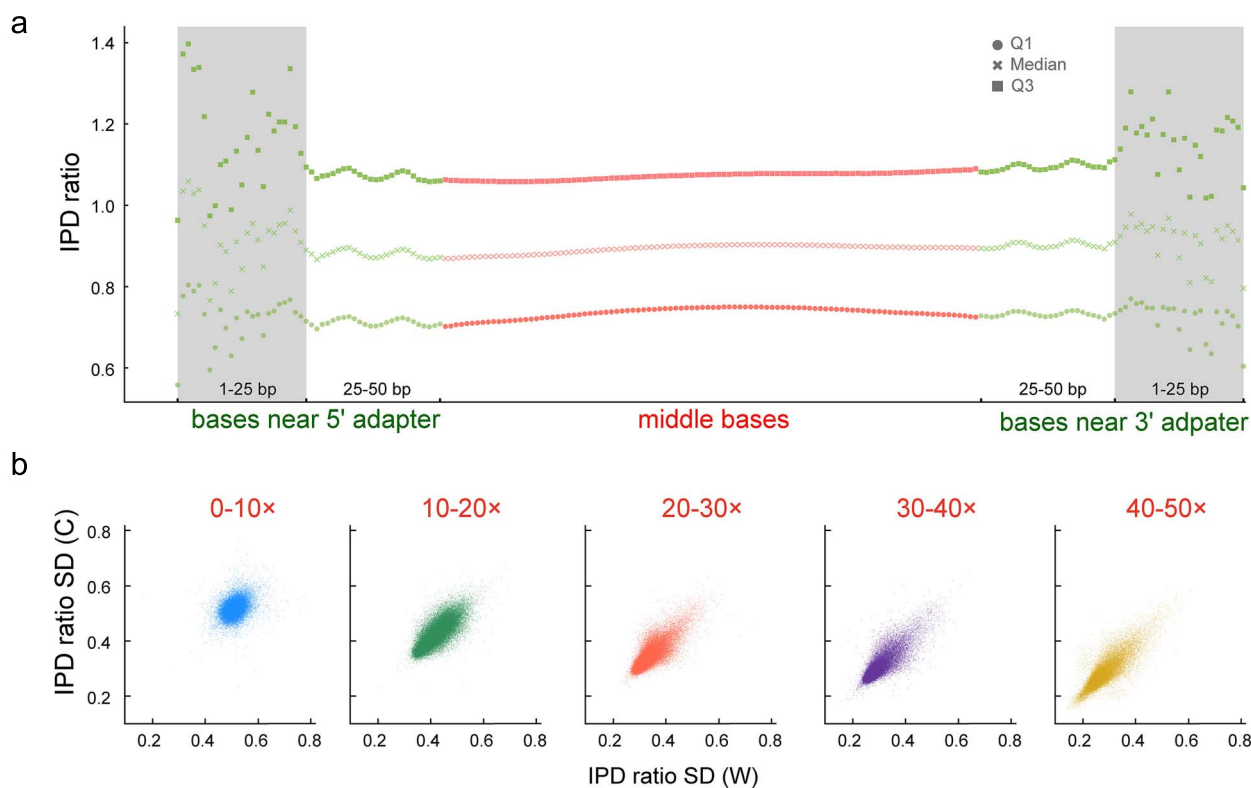 a
1.4
1.2
1.0
0.8
0.6
IPD ratio
Q1
Median
Q3
1-25 bp
25-50 bp
25-50 bp
1-25 bp
bases near 5' adapter
middle bases
bases near 3' adpater
b
0-10×
10-20×
20-30×
30-40×
40-50×
IPD ratio SD (C)
0.8
0.6
0.4
0.2
0.2 0.4 0.6 0.8
0.2 0.4 0.6 0.8
0.2 0.4 0.6 0.8
0.2 0.4 0.6 0.8
0.2 0.4 0.6 0.8
IPD ratio SD (W)